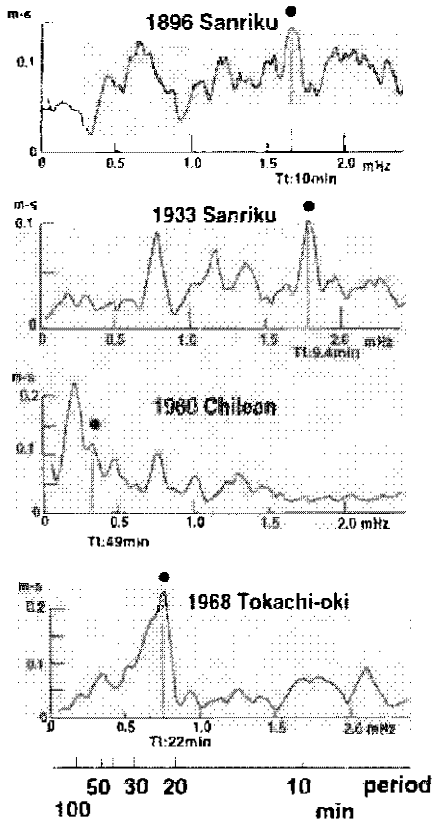 m-s
1896 Sanriku
0.1
0
0 0.5 1.0 1.5 2.0 mHz
Tt:10min
m-s
0.1
1933 Sanriku
0
0 0.5 1.0 1.5 2.0 mHz
Tt:9.4min
m-s
0.2
1960 Chilean
0.1
0
0 0.5 1.0 1.5 2.0 mHz
Tt:49min
m-s
0.2
1968 Tokachi-oki
0.1
0
0.5 1.0 1.5 2.0 mHz
Tt:22min
50 30 20 10 period
100 min